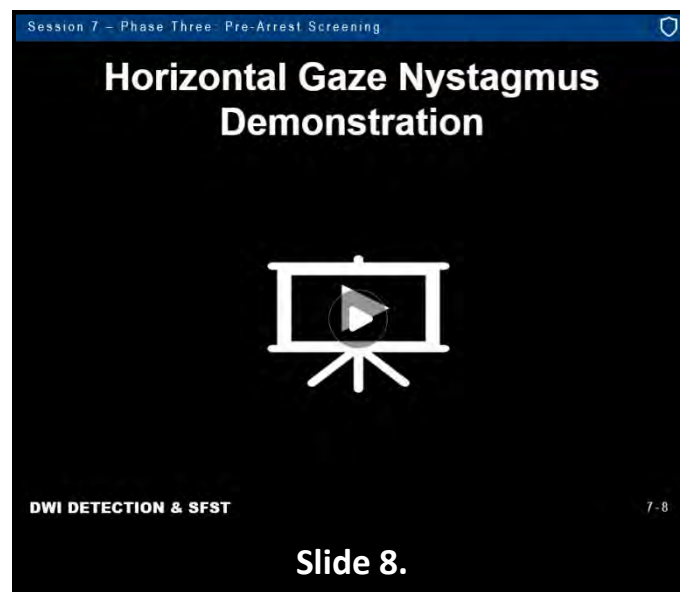 Session 7 – Phase Three: Pre-Arrest Screening
Horizontal Gaze Nystagmus
Demonstration
DWI DETECTION & SFST
7-8
Slide 8.